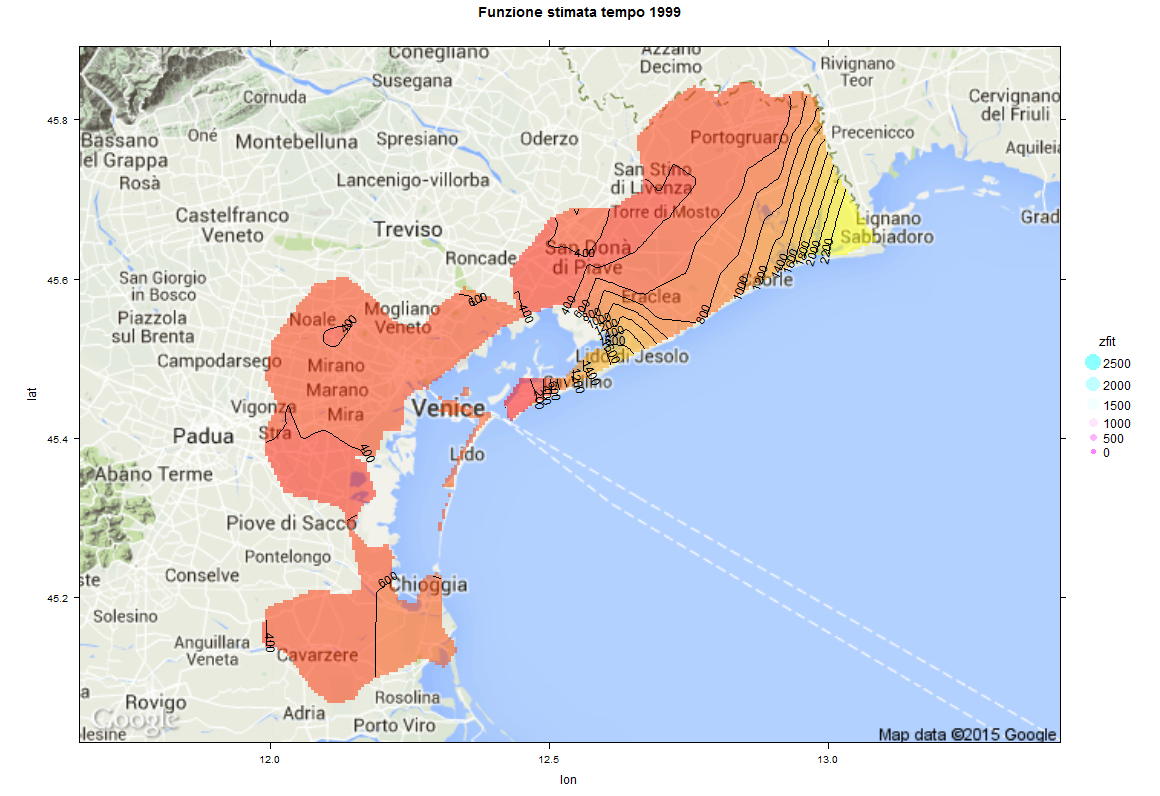 Funzione stimata tempo 1999
Conegliano
Azzano
Decimo
Rivignano
Teor
Susegana
Cornuda
Cervignano
del Friuli
45.8
Bassano
del Grappa
Oné
Montebelluna
Spresiano
Oderzo
Portogruaro
Precenicco
Aquileia
Rosà
Lancenigo-villorba
San Stino
di Livenza
Torre di Mosto
Castelfranco
Veneto
Treviso
Lignano
Sabbiadoro
Grad
San Donà
di Piave
400
Roncade
45.6
San Giorgio
in Bosco
Piazzola
sul Brenta
Noale
400
Mogliano
Veneto
600
400
400
600
Eraclea
800
1000
Caorle
1400
1600
2000
2200
Campodarsego
Mirano
Marano
Mira
Lido di Jesolo
Cavallino
1400
Vigonza
Stra
Venice
45.4
Padua
400
Lido
Abano Terme
Piove di Sacco
Pontelongo
Conselve
ste
600
Chioggia
45.2
Solesino
Anguillara
Veneta
400
Cavarzere
Rovigo
Adria
Rosolina
Porto Viro
a
lesine
Google
Map data ©2015 Google
12.0
12.5
13.0
lon
lat
zfit
2500
2000
1500
1000
500
0